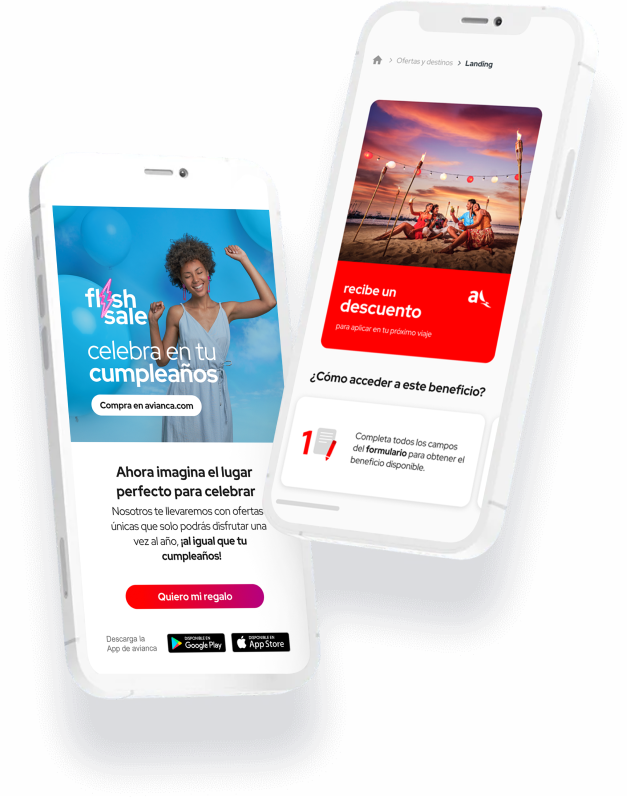 Ofertas y destinos > Landing
recibe un
descuento
para aplicar en tu próximo viaje
¿Cómo acceder a este beneficio?
1
Completa todos los campos
del formulario para obtener el
beneficio disponible.
flash
sale
celebra en tu
cumpleaños
Compra en avianca.com
Ahora imagina el lugar
perfecto para celebrar
Nosotros te llevaremos con ofertas
únicas que solo podrás disfrutar una
vez al año, ¡al igual que tu
cumpleaños!
Quiero mi regalo
Descarga la
App de avianca
DISPONIBLE EN
Google Play
DISPONIBLE EN
App Store